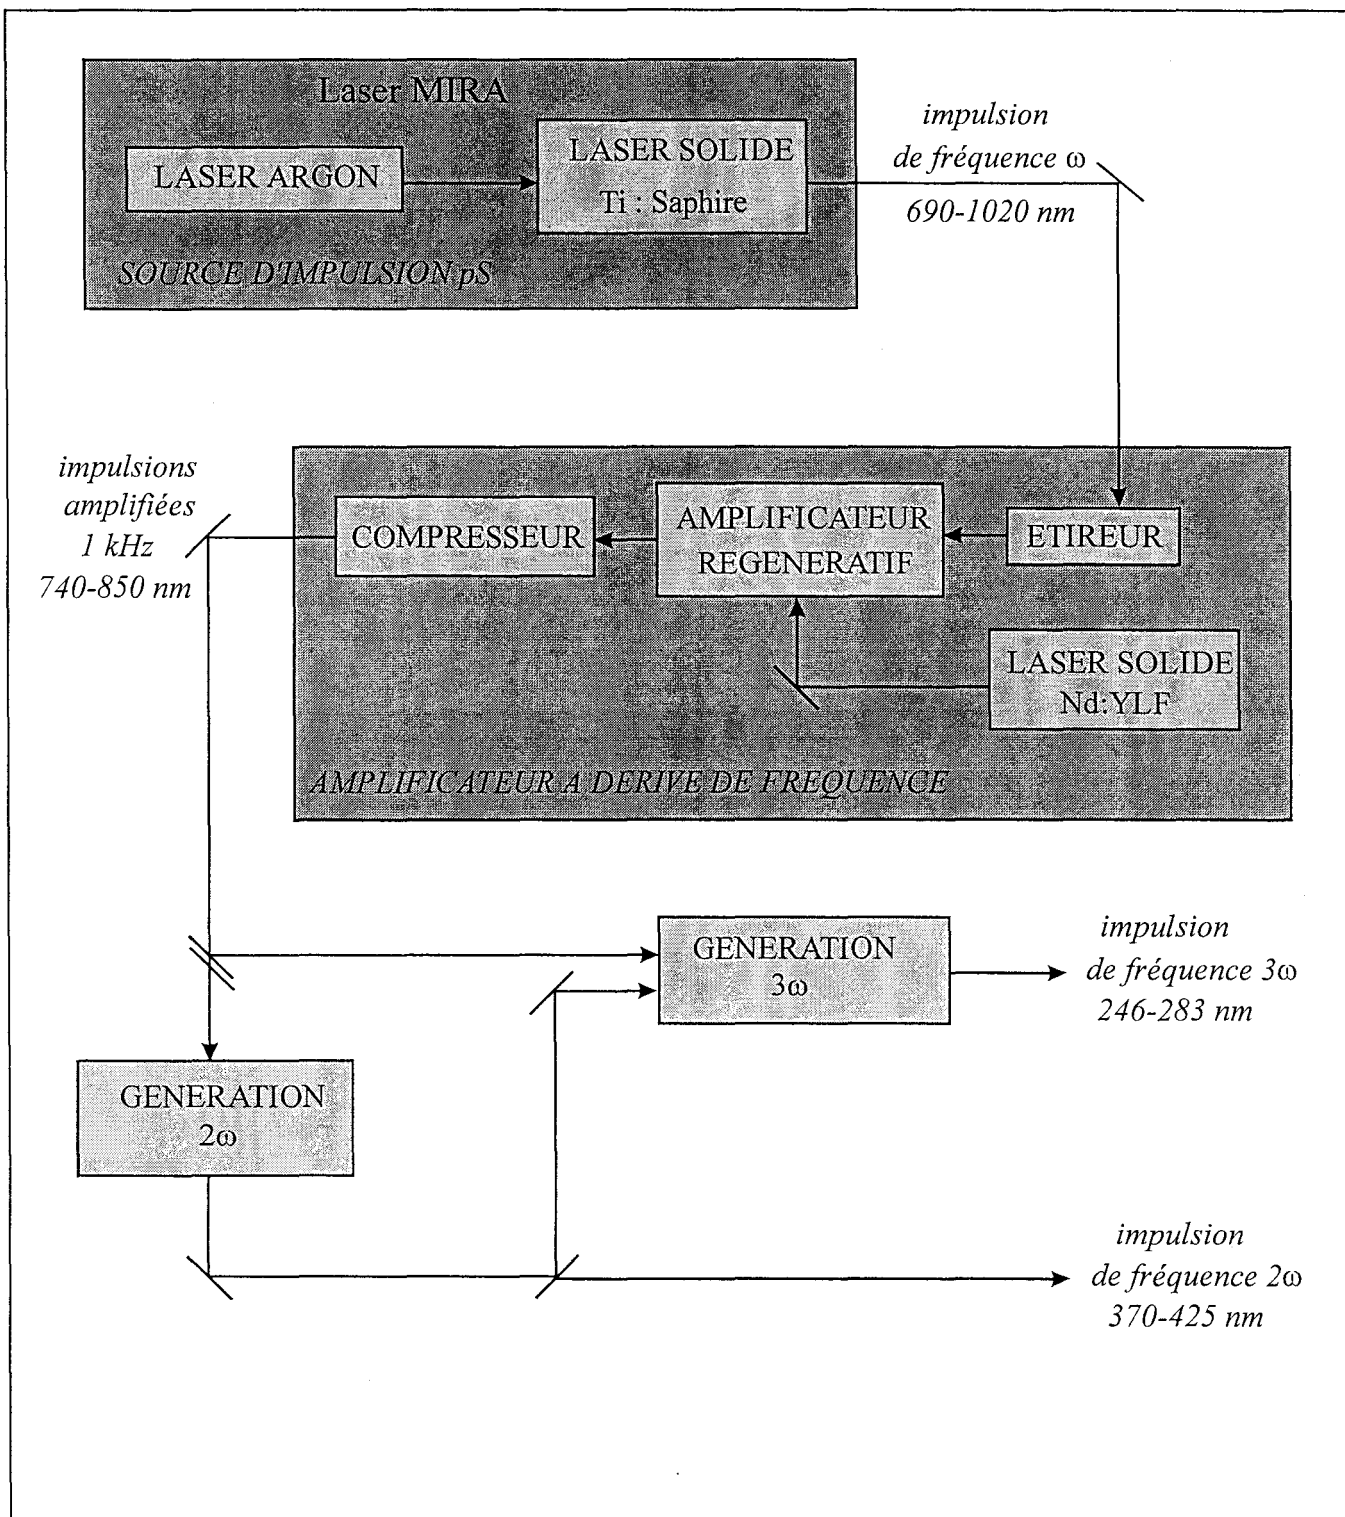 Laser MIRA
LASER ARGON
LASER SOLIDE
Ti : Saphire
SOURCE D'IMPULSION pS
impulsion
de fréquence ω
690-1020 nm
impulsions
amplifiées
1 kHz
740-850 nm
COMPRESSEUR
AMPLIFICATEUR
REGENERATIF
ETIREUR
LASER SOLIDE
Nd:YLF
AMPLIFICATEUR A DERIVE DE FREQUENCE
GENERATION
3ω
impulsion
de fréquence 3ω
246-283 nm
GENERATION
2ω
impulsion
de fréquence 2ω
370-425 nm